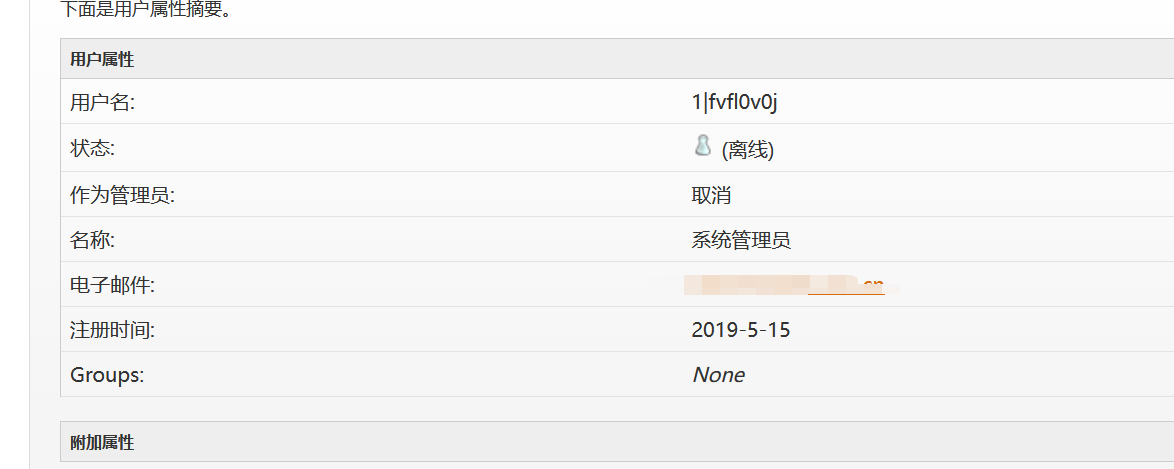 下面是用户属性摘要。
用户属性
用户名: 1|fvfl0v0j
状态: (离线)
作为管理员: 取消
名称: 系统管理员
电子邮件: .cn
注册时间: 2019-5-15
Groups: None
附加属性